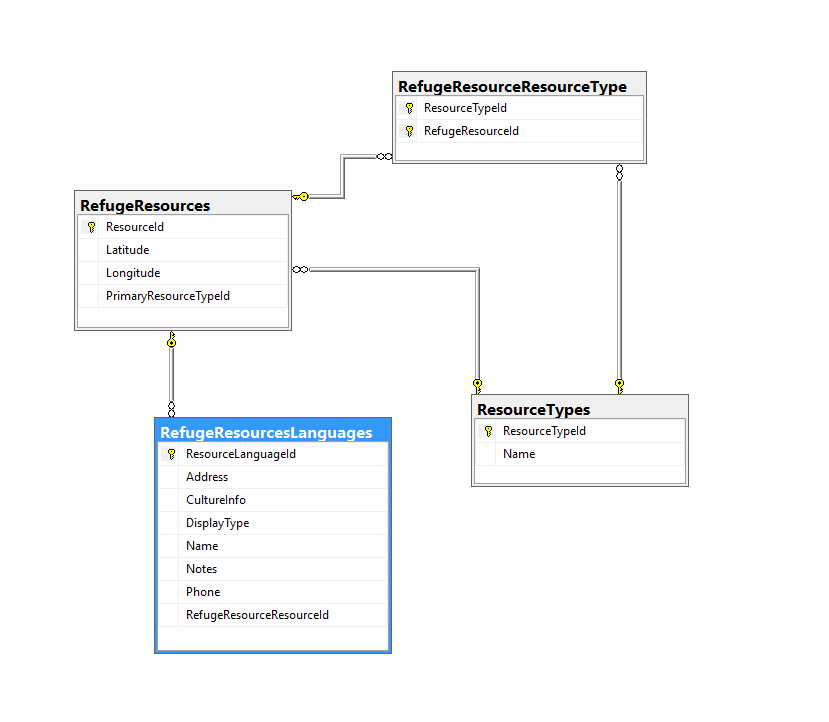 RefugeResourceResourceType
ResourceTypeId
RefugeResourceId
RefugeResources
ResourceId
Latitude
Longitude
PrimaryResourceTypeId
ResourceTypes
ResourceTypeId
Name
RefugeResourcesLanguages
ResourceLanguageId
Address
CultureInfo
DisplayType
Name
Notes
Phone
RefugeResourceResourceId